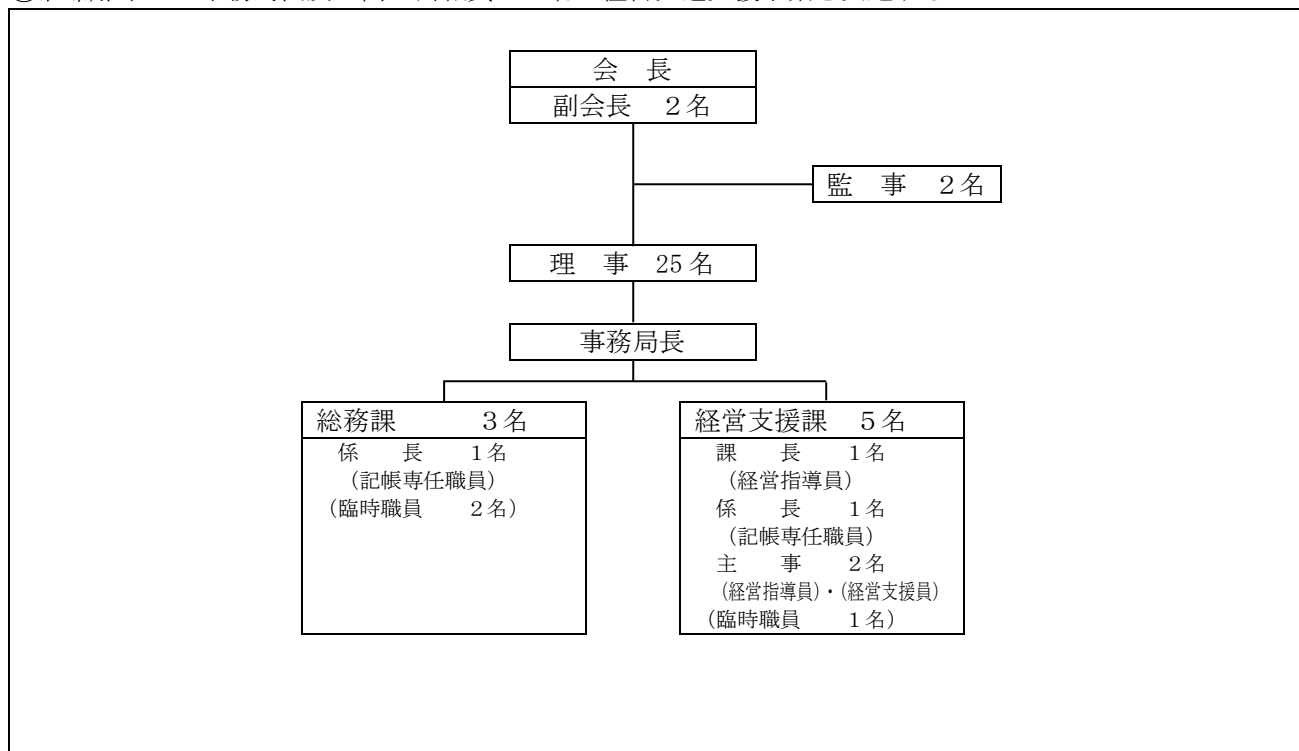 会　長
副会長　２名
監　事　２名
理　事　25名
事務局長
総務課　　　３名
係　　長　　１名
（記帳専任職員）
（臨時職員　　２名）
経営支援課　５名
課　　長　　１名
（経営指導員）
係　　長　　１名
（記帳専任職員）
主　　事　　２名
（経営指導員）・（経営支援員）
（臨時職員　　１名）